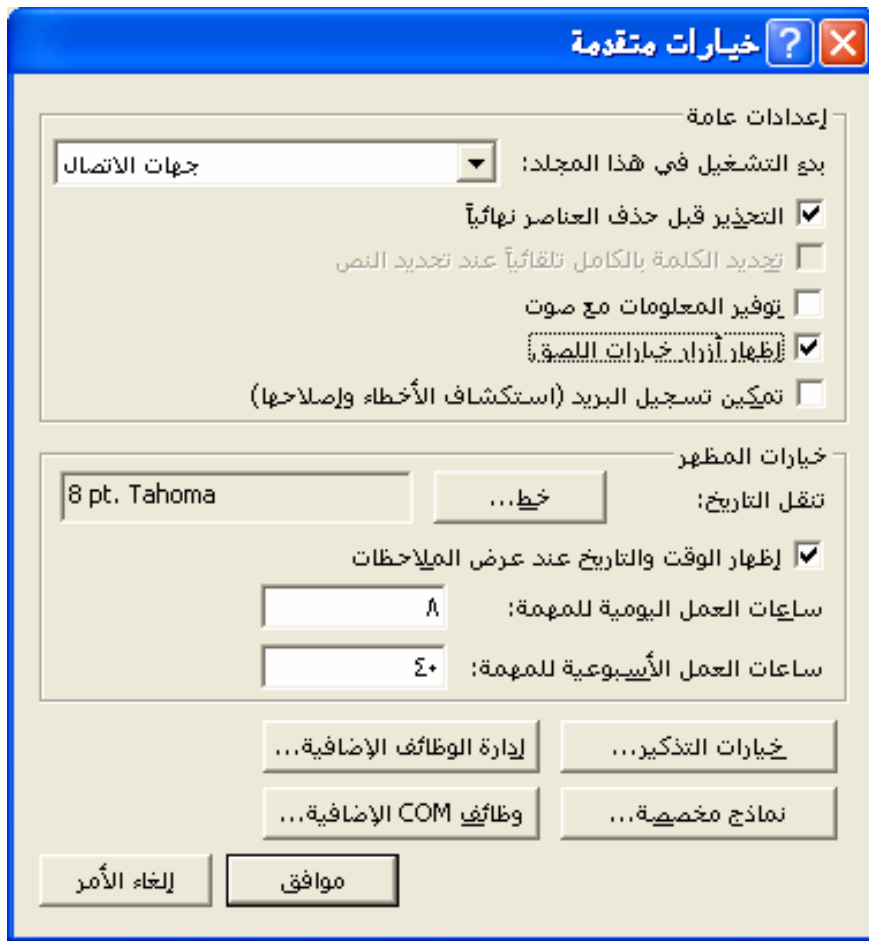 خيارات متقدمة
إعدادات عامة
بدء التشغيل في هذا المجلد: جهات الاتصال
التحذير قبل حذف العناصر نهائياً
تحديد الكلمة بالكامل تلقائياً عند تحديد النص
توفير المعلومات مع صوت
إظهار أزرار خيارات اللصق
تمكين تسجيل البريد (استكشاف الأخطاء وإصلاحها)
خيارات المظهر
تنقل التاريخ: خط... 8 pt. Tahoma
إظهار الوقت والتاريخ عند عرض الملاحظات
ساعات العمل اليومية للمهمة: ٨
ساعات العمل الأسبوعية للمهمة: ٤٠
خيارات التذكير... إدارة الوظائف الإضافية...
نماذج مخصصة... وظائف COM الإضافية...
موافق إلغاء الأمر